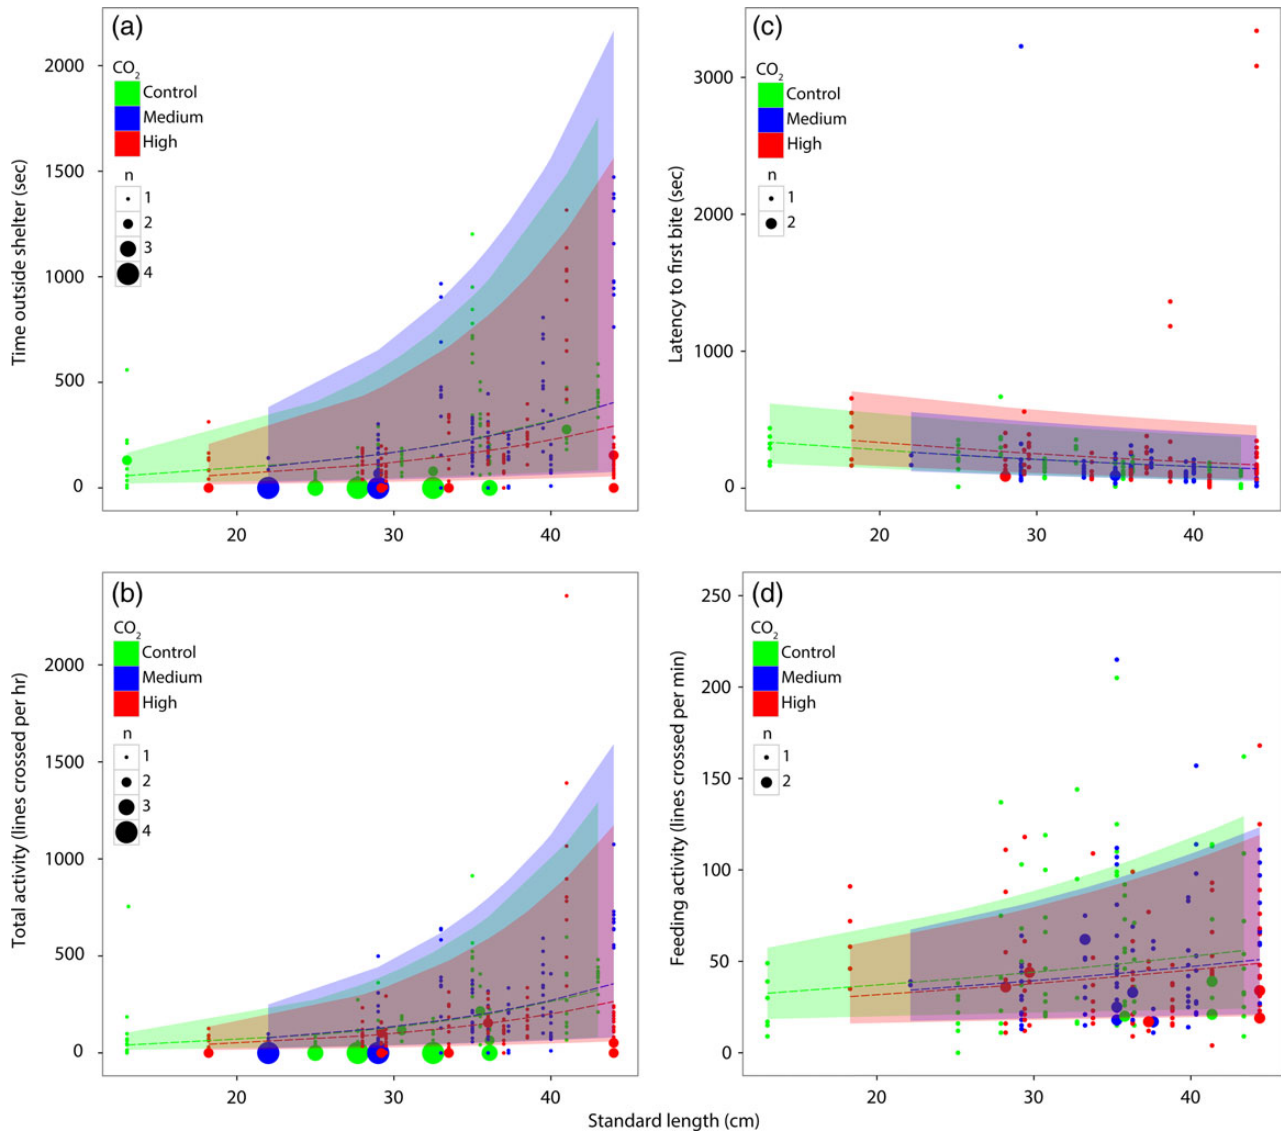 (a)
CO2
Control
Medium
High
n
1
2
3
4
2000
1500
1000
500
0
20
30
40
Time outside shelter (sec)
(c)
CO2
Control
Medium
High
n
1
2
3000
2000
1000
0
20
30
40
Latency to first bite (sec)
(b)
CO2
Control
Medium
High
n
1
2
3
4
2000
1500
1000
500
0
20
30
40
Total activity (lines crossed per hr)
(d)
CO2
Control
Medium
High
n
1
2
250
200
150
100
50
0
20
30
40
Feeding activity (lines crossed per min)
Standard length (cm)